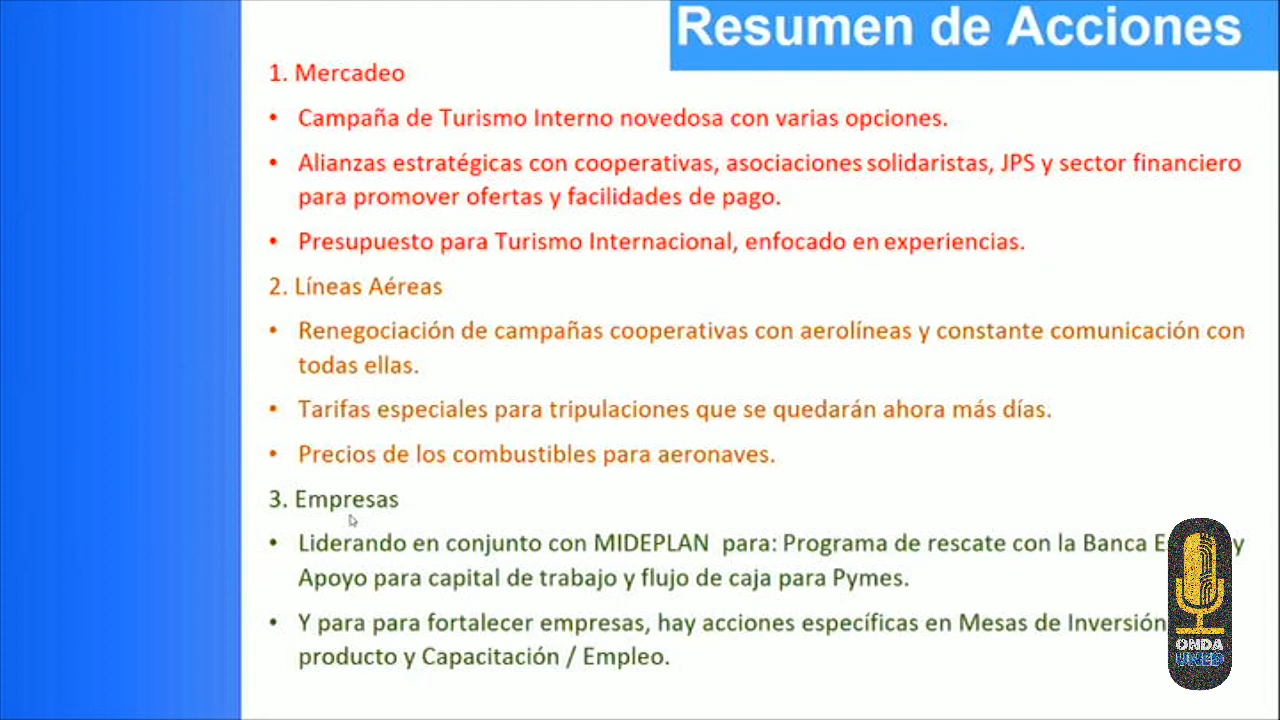 Resumen de Acciones
1. Mercadeo
• Campaña de Turismo Interno novedosa con varias opciones.
• Alianzas estratégicas con cooperativas, asociaciones solidaristas, JPS y sector financiero
para promover ofertas y facilidades de pago.
• Presupuesto para Turismo Internacional, enfocado en experiencias.
2. Líneas Aéreas
• Renegociación de campañas cooperativas con aerolíneas y constante comunicación con
todas ellas.
• Tarifas especiales para tripulaciones que se quedarán ahora más días.
• Precios de los combustibles para aeronaves.
3. Empresas
• Liderando en conjunto con MIDEPLAN para: Programa de rescate con la Banca y
Apoyo para capital de trabajo y flujo de caja para Pymes.
• Y para para fortalecer empresas, hay acciones específicas en Mesas de Inversión
producto y Capacitación / Empleo.
ONDA
UNED